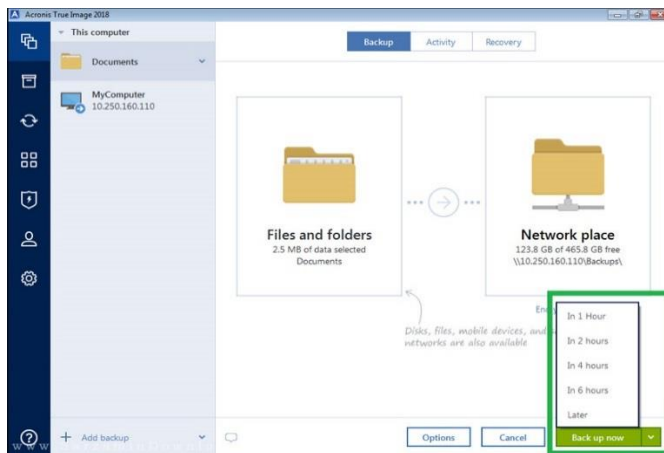 Acronis True Image 2018
This computer
Documents
MyComputer
10.250.160.110
Backup
Activity
Recovery
Files and folders
2.5 MB of data selected
Documents
Network place
123.8 GB of 465.8 GB free
\\10.250.160.110\Backups\
Disks, files, mobile devices, and
networks are also available
In 1 Hour
In 2 hours
In 4 hours
In 6 hours
Later
Add backup
Options
Cancel
Back up now